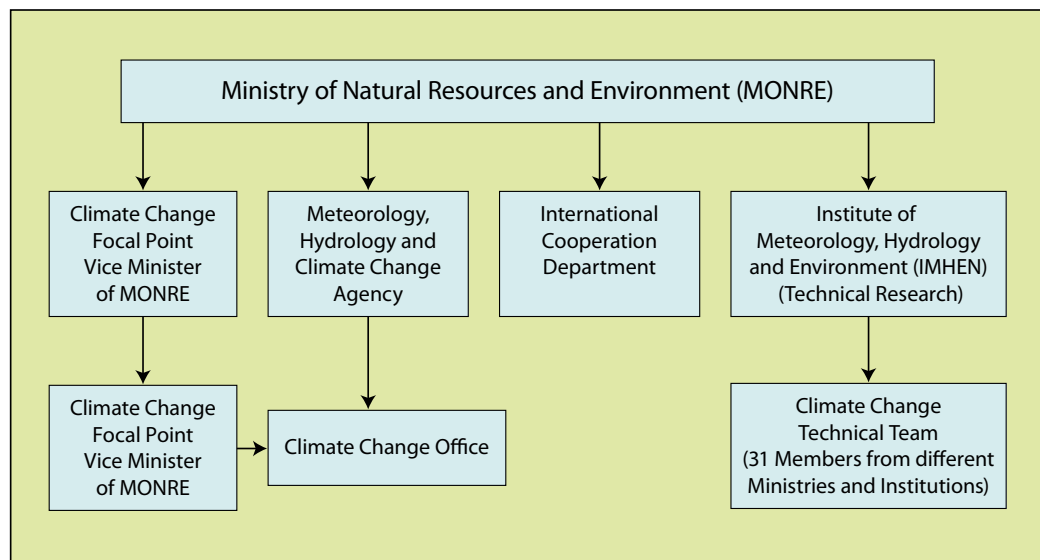 Ministry of Natural Resources and Environment (MONRE)
Climate Change
Focal Point
Vice Minister
of MONRE
Meteorology,
Hydrology and
Climate Change
Agency
International
Cooperation
Department
Institute of
Meteorology, Hydrology
and Environment (IMHEN)
(Technical Research)
Climate Change
Focal Point
Vice Minister
of MONRE
Climate Change Office
Climate Change
Technical Team
(31 Members from different
Ministries and Institutions)